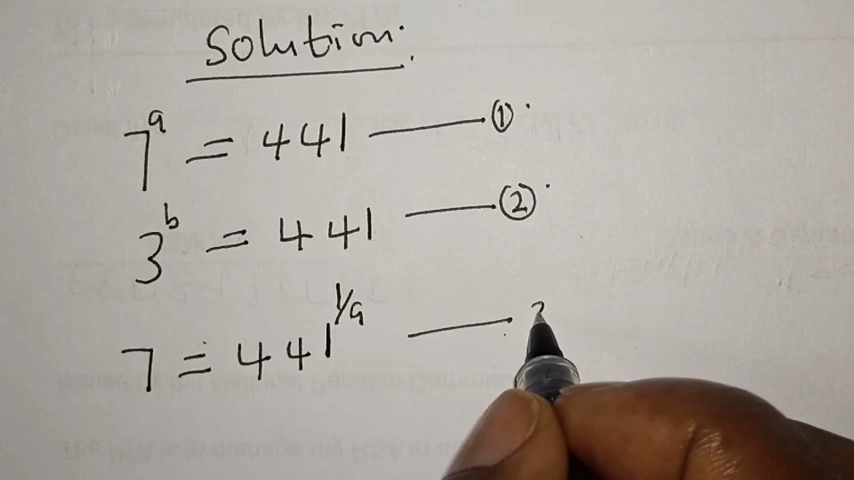 Solution.
7^a = 441 —— ①.
3^b = 441 —— ②.
7 = 441^1/a ——